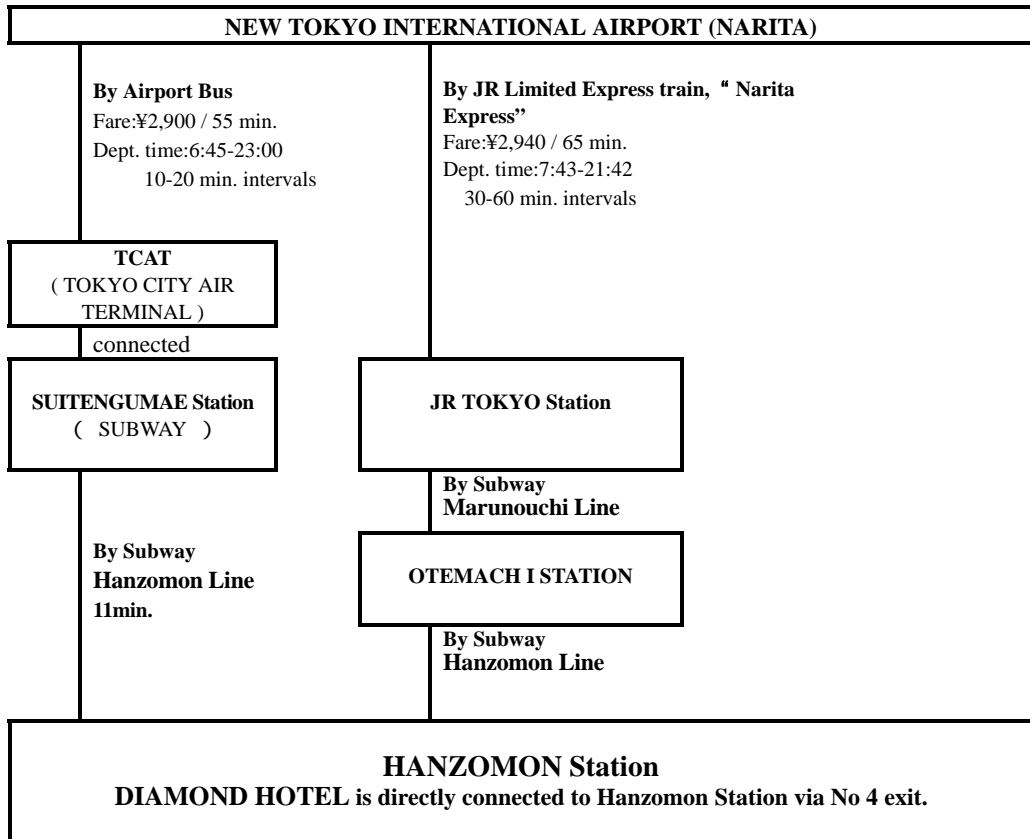 NEW TOKYO INTERNATIONAL AIRPORT (NARITA)
By Airport Bus
Fare:¥2,900 / 55 min.
Dept. time:6:45-23:00
10-20 min. intervals
By JR Limited Express train, “ Narita
Express”
Fare:¥2,940 / 65 min.
Dept. time:7:43-21:42
30-60 min. intervals
TCAT
( TOKYO CITY AIR
TERMINAL )
connected
SUITENGUMAE Station
( SUBWAY )
JR TOKYO Station
By Subway
Marunouchi Line
By Subway
Hanzomon Line
11min.
OTEMACH I STATION
By Subway
Hanzomon Line
HANZOMON Station
DIAMOND HOTEL is directly connected to Hanzomon Station via No 4 exit.